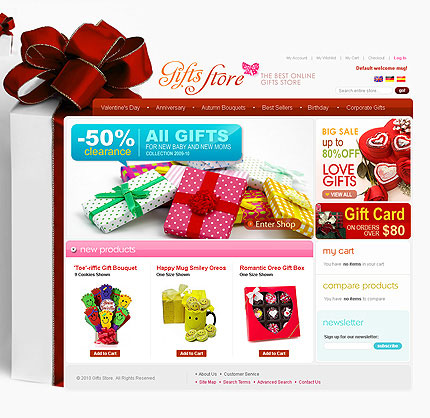 My Account | My Wishlist | My Cart | Checkout | Log In
Default welcome msg!
Gifts Store
THE BEST ONLINE
GIFTS STORE
Search entire store...
go!
Valentine's Day • Anniversary • Autumn Bouquets • Best Sellers • Birthday • Corporate Gifts
-50%
clearance
All GIFTS
FOR NEW BABY AND NEW MOMS
COLLECTION 2009-10
Enter Shop
BIG SALE
up to
80%OFF
LOVE
GIFTS
VIEW ALL
Gift Card
ON ORDERS
OVER $80
new products
'Tee'-riffic Gift Bouquet
9 Cookies Shown
Add to Cart
Happy Mug Smiley Oreos
One Size Shown
Add to Cart
Romantic Oreo Gift Box
One Size Shown
Add to Cart
my cart
You have no items in your cart
compare products
You have no items to compare
newsletter
Sign up for our newsletter:
subscribe
© 2010 Gifts Store. All Rights Reserved.
• About Us • Customer Service
• Site Map • Search Terms • Advanced Search • Contact Us